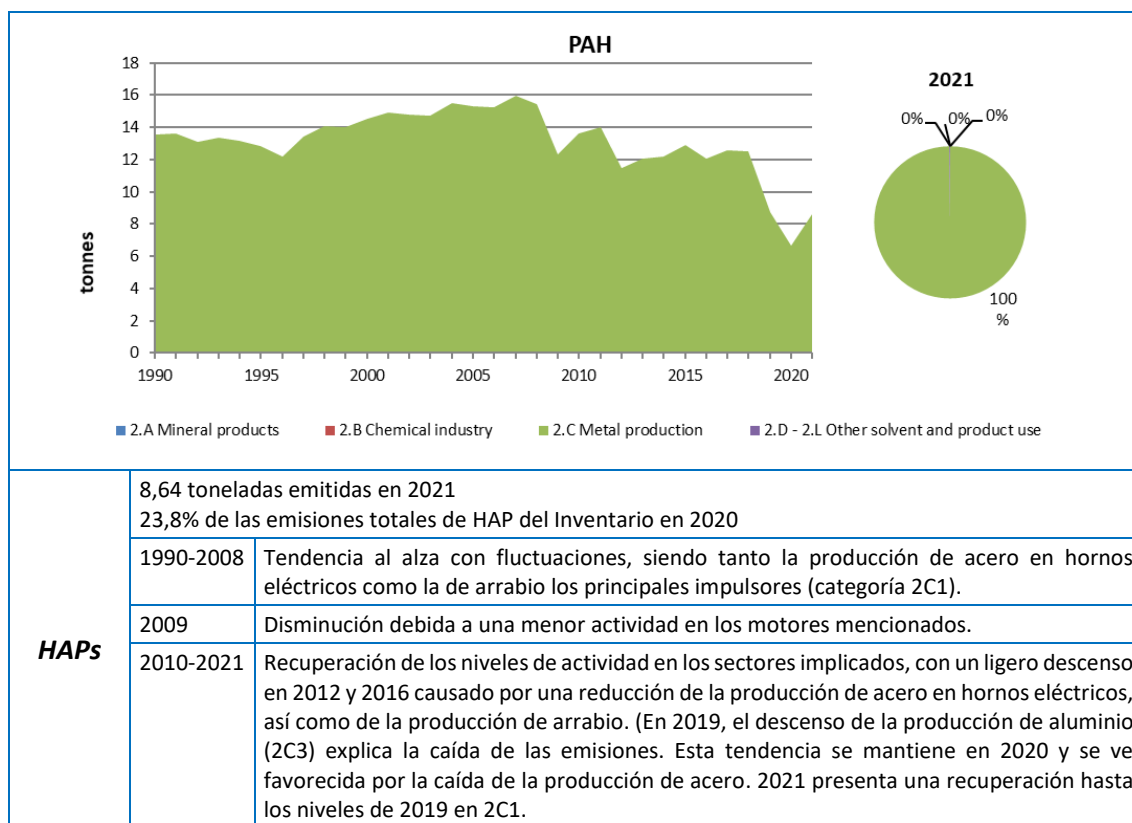 PAH
18
16
14
12
10
8
6
4
2
0
tonnes
1990
1995
2000
2005
2010
2015
2020
2021
0%
0%
0%
100
%
2.A Mineral products
2.B Chemical industry
2.C Metal production
2.D - 2.L Other solvent and product use
HAPs
8,64 toneladas emitidas en 2021
23,8% de las emisiones totales de HAP del Inventario en 2020
1990-2008
Tendencia al alza con fluctuaciones, siendo tanto la producción de acero en hornos
eléctricos como la de arrabio los principales impulsores (categoría 2C1).
2009
Disminución debida a una menor actividad en los motores mencionados.
2010-2021
Recuperación de los niveles de actividad en los sectores implicados, con un ligero descenso
en 2012 y 2016 causado por una reducción de la producción de acero en hornos eléctricos,
así como de la producción de arrabio. (En 2019, el descenso de la producción de aluminio
(2C3) explica la caída de las emisiones. Esta tendencia se mantiene en 2020 y se ve
favorecida por la caída de la producción de acero. 2021 presenta una recuperación hasta
los niveles de 2019 en 2C1.